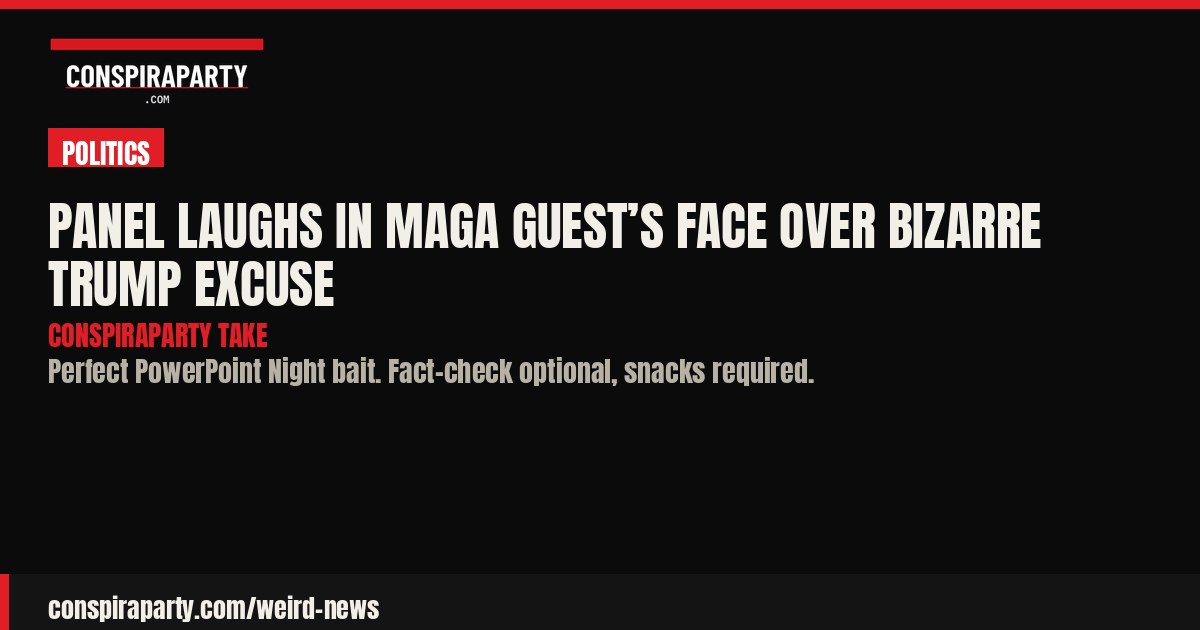 CONSPIRAPARTY
.COM
POLITICS
PANEL LAUGHS IN MAGA GUEST’S FACE OVER BIZARRE
TRUMP EXCUSE
CONSPIRAPARTY TAKE
Perfect PowerPoint Night bait. Fact-check optional, snacks required.
conspiraparty.com/weird-news